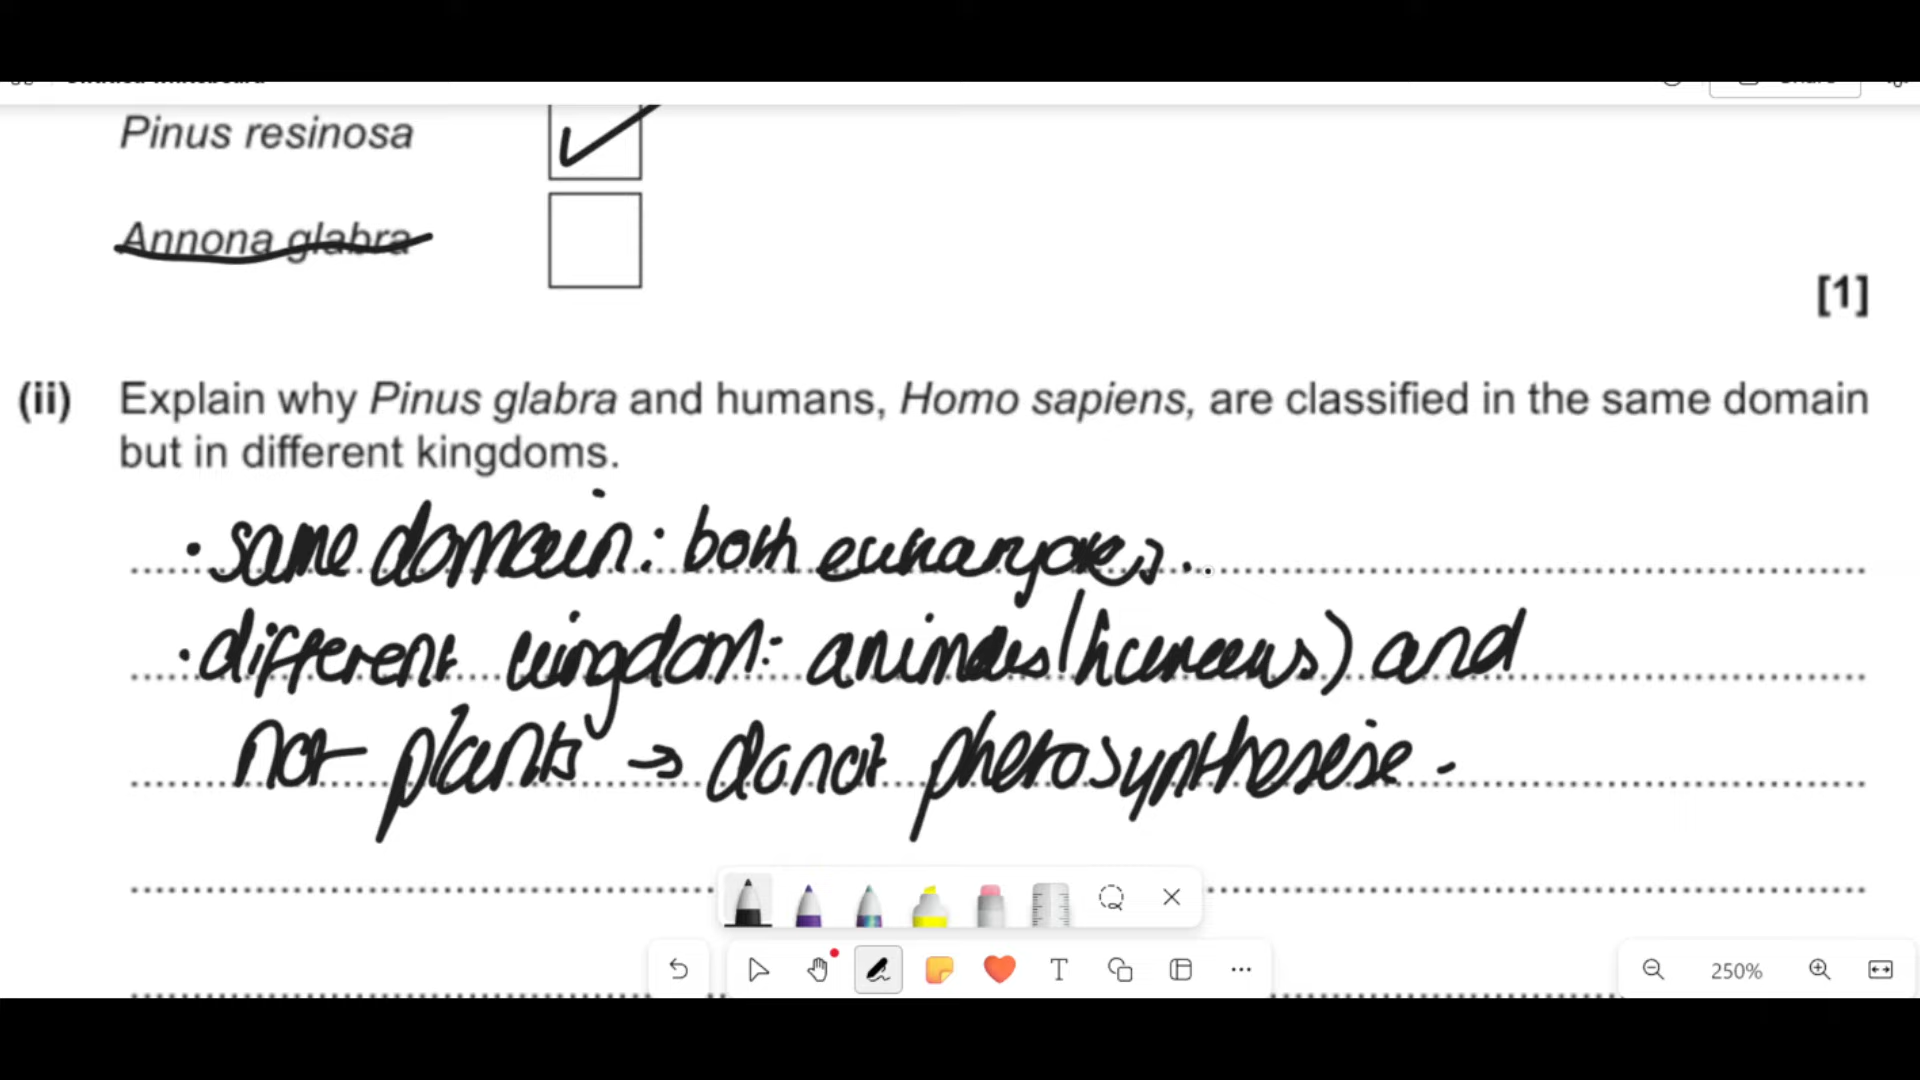 Pinus resinosa
Annona glabra
[1]
(ii) Explain why Pinus glabra and humans, Homo sapiens, are classified in the same domain
but in different kingdoms.
· same domain: both eukaryotes.
· different kingdom: animals (humans) and
not plants → do not photosynthesise.
250%